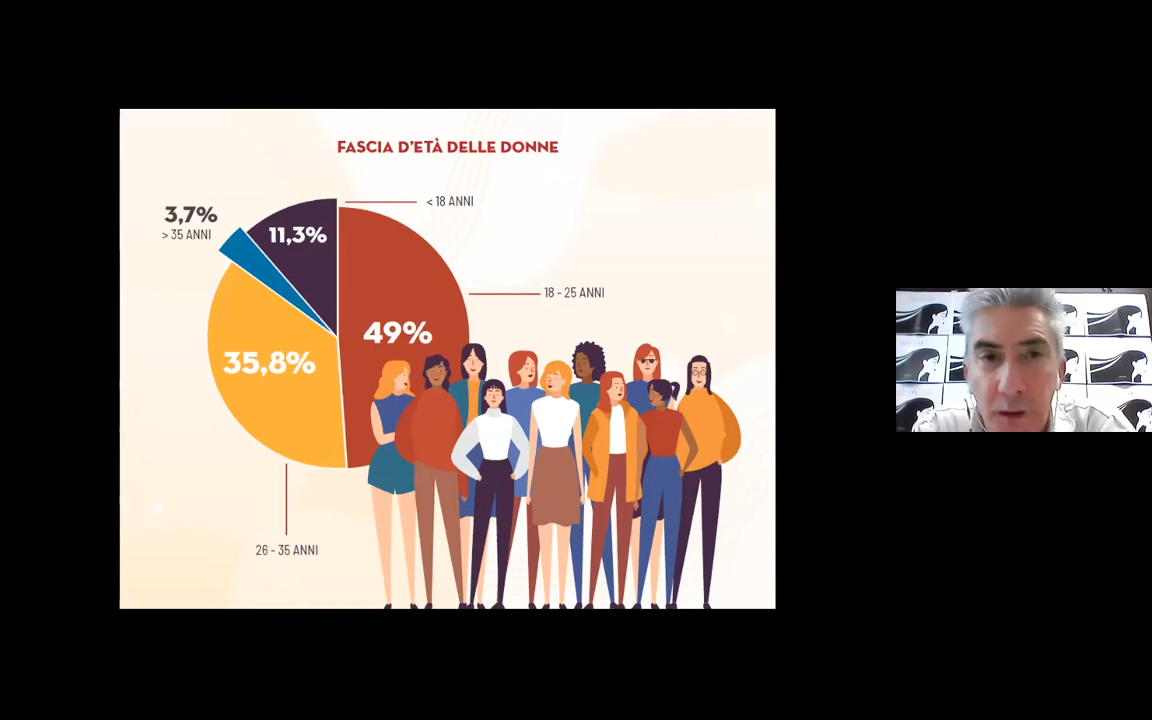 FASCIA D'ETÀ DELLE DONNE
< 18 ANNI
3,7%
> 35 ANNI
11,3%
18 - 25 ANNI
49%
35,8%
26 - 35 ANNI